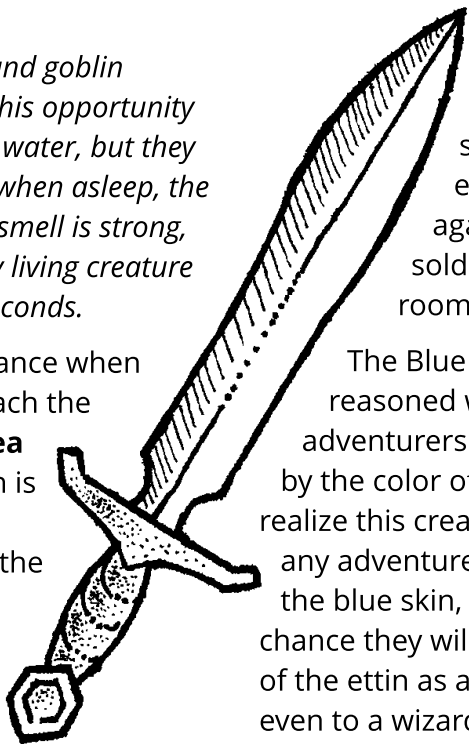 and goblin
his opportunity
water, but they
when asleep, the
smell is strong,
living creature
conds.
ance when
ach the
ea
is
the
s
e
aga
sold
room
The Blue
reasoned w
adventurers
by the color of
realize this crea
any adventure
the blue skin,
chance they wil
of the ettin as a
even to a wizard